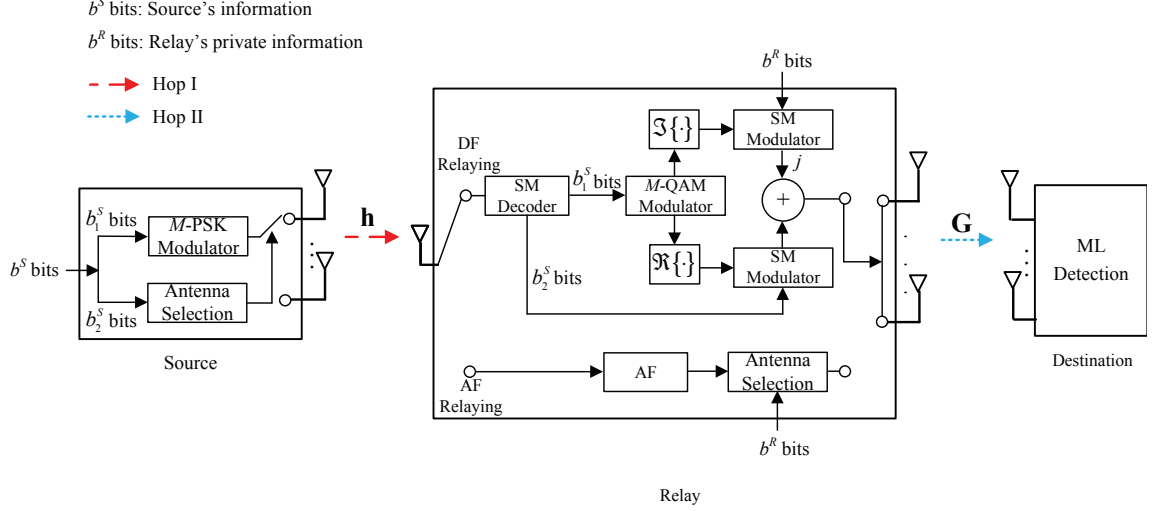 b^S bits: Source's information
b^R bits: Relay's private information
Hop I
Hop II
b^S bits
b_1^S bits
M-PSK
Modulator
Antenna
Selection
b_2^S bits
Source
h
DF
Relaying
SM
Decoder
b_1^S bits
b_2^S bits
M-QAM
Modulator
ℑ{·}
ℜ{·}
b^R bits
SM
Modulator
j
+
SM
Modulator
AF
Relaying
AF
Antenna
Selection
b^R bits
Relay
G
ML
Detection
Destination